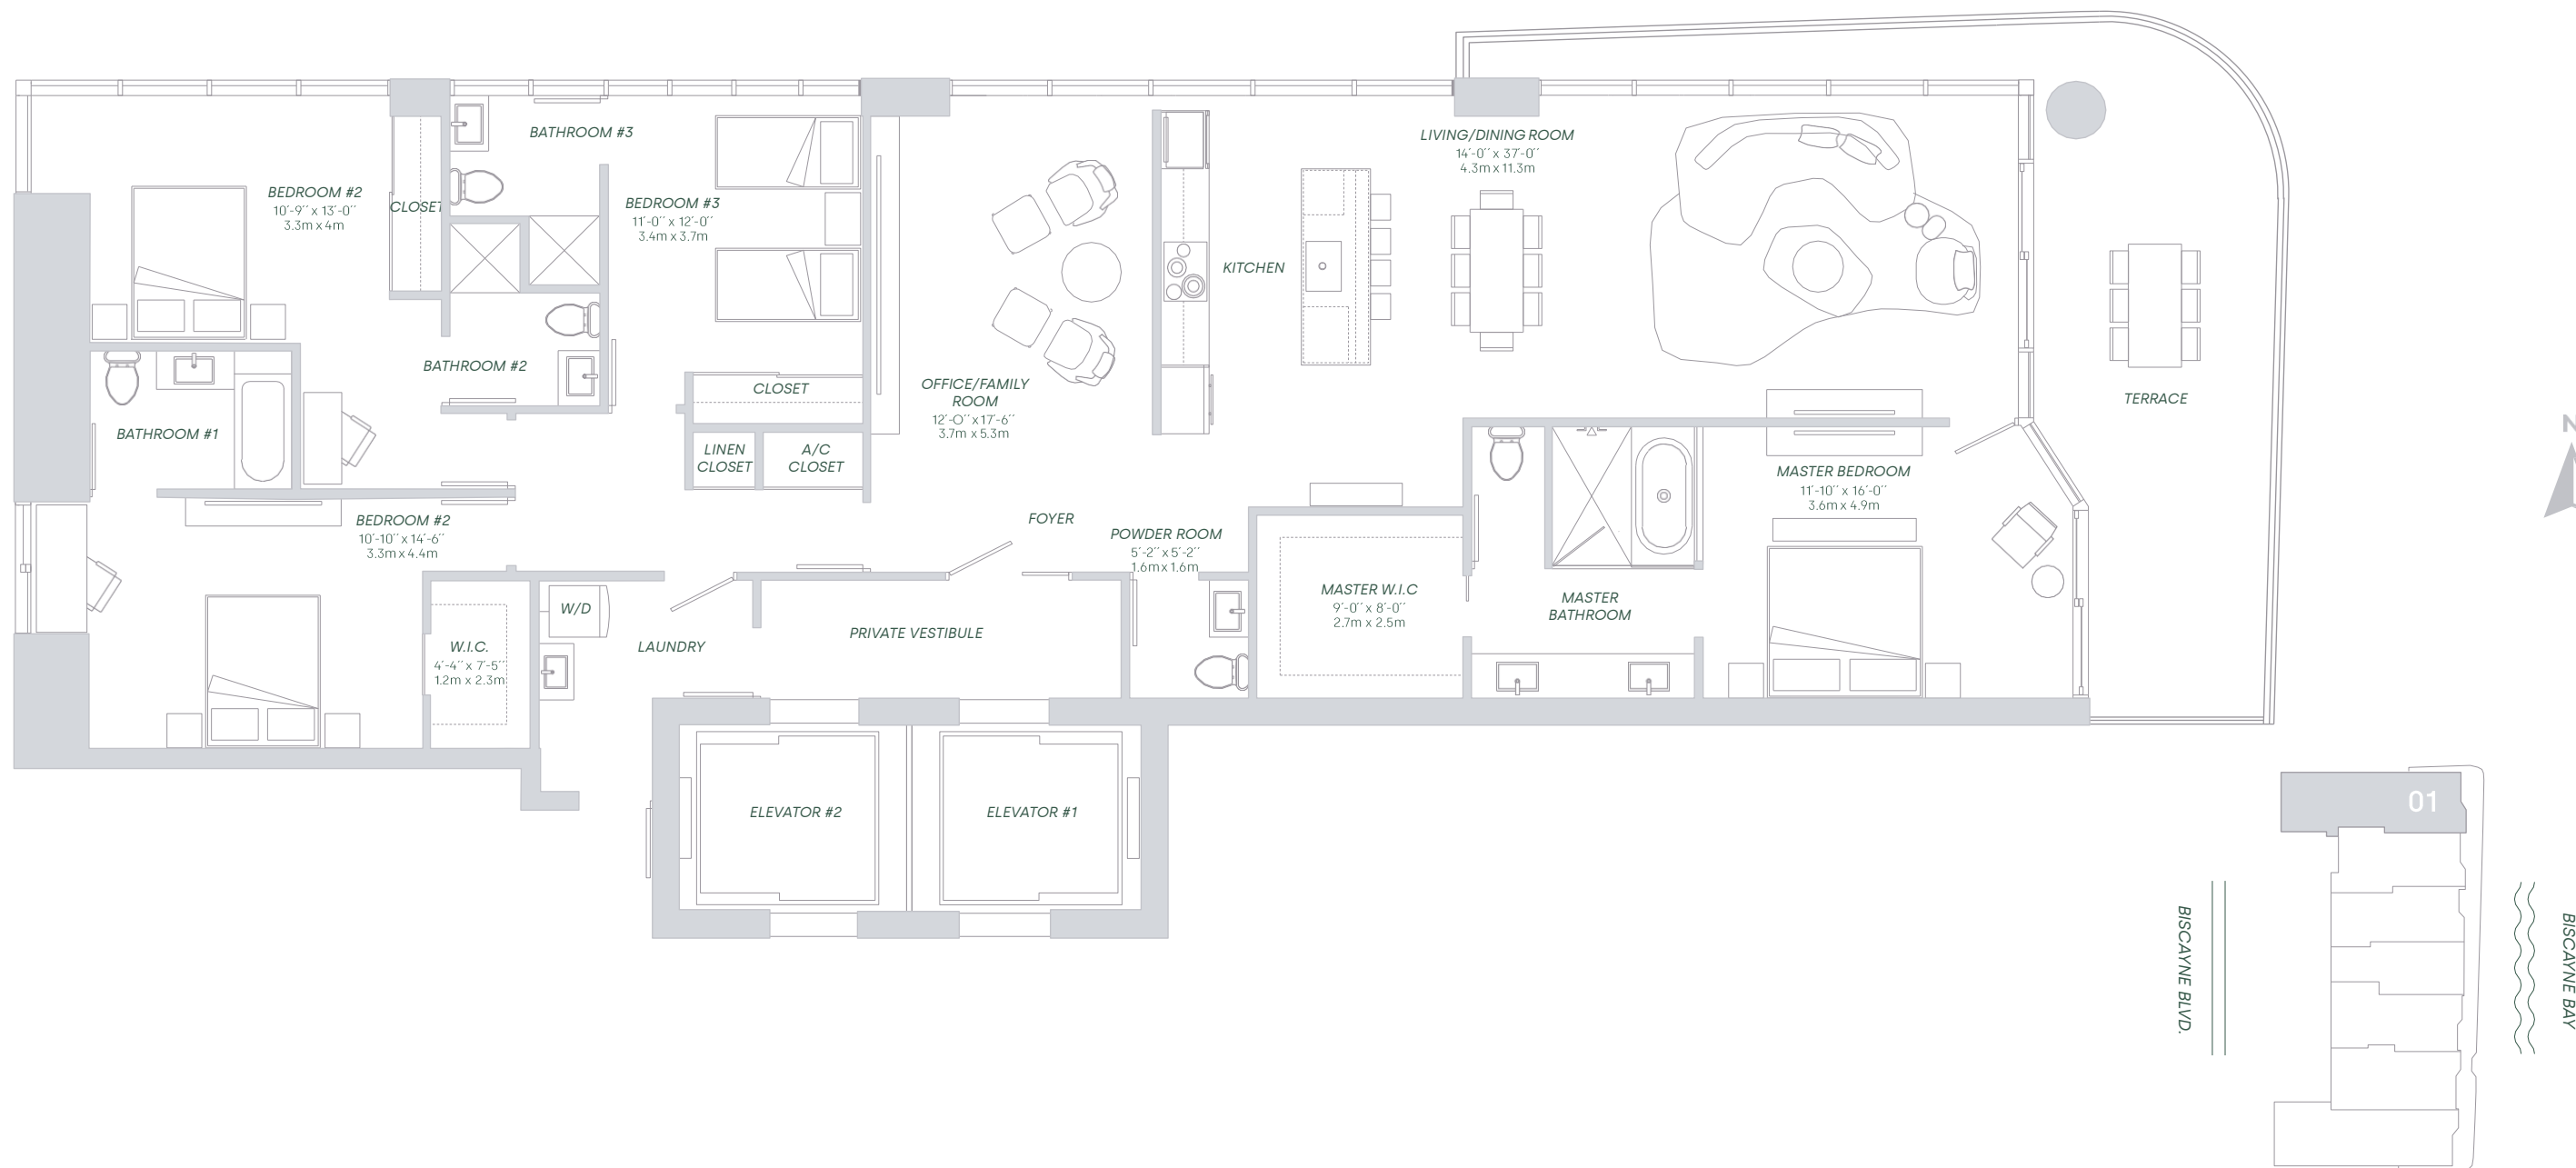 BATHROOM #3
LIVING/DINING ROOM
14'-0'' x 37'-0''
4.3m x 11.3m
BEDROOM #2
10'-9'' x 13'-0''
3.3m x 4m
CLOSET
BEDROOM #3
11'-0'' x 12'-0''
3.4m x 3.7m
KITCHEN
BATHROOM #2
CLOSET
OFFICE/FAMILY
ROOM
12'-O'' x 17'-6''
3.7m x 5.3m
TERRACE
BATHROOM #1
LINEN
CLOSET
A/C
CLOSET
MASTER BEDROOM
11'-10'' x 16'-0''
3.6m x 4.9m
N
BEDROOM #2
10'-10'' x 14'-6''
3.3m x 4.4m
FOYER
POWDER ROOM
5'-2'' x 5'-2''
1.6m x 1.6m
W/D
MASTER W.I.C
9'-0'' x 8'-0''
2.7m x 2.5m
MASTER
BATHROOM
W.I.C.
4'-4'' x 7'-5''
1.2m x 2.3m
LAUNDRY
PRIVATE VESTIBULE
ELEVATOR #2
ELEVATOR #1
01
BISCAYNE BLVD.
BISCAYNE BAY